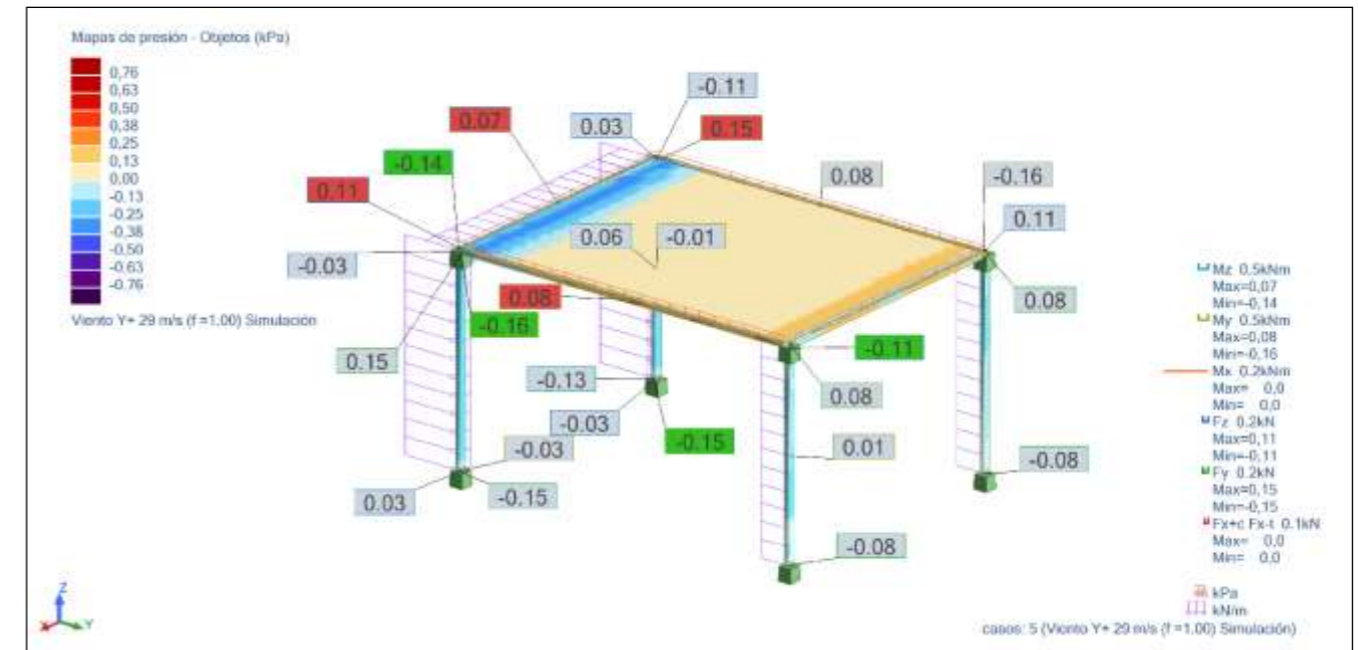 Mapas de presión - Objetos (kPa)
0,76
0,63
0,50
0,38
0,25
0,13
0,00
-0,13
-0,25
-0,38
-0,50
-0,63
-0,76
Viento Y+ 29 m/s (f =1.00) Simulación
-0.11
0.07
0.03
0.15
-0.14
0.08
-0.16
0.11
0.11
0.06
-0.01
-0.03
0.08
0.08
-0.16
-0.11
0.15
-0.13
0.08
-0.03
-0.15
0.01
-0.03
-0.08
0.03
-0.15
-0.08
Mz 0,5kNm
Max=0,07
Min=-0,14
My 0.5kNm
Max=0,08
Min=-0,16
Mx 0.2kNm
Max= 0,0
Min= 0,0
Fz 0.2kN
Max=0,11
Min=-0,11
Fy 0.2kN
Max=0,15
Min=-0,15
Fx+c Fx-t 0.1kN
Max= 0,0
Min= 0,0
kPa
kN/m
casos: 5 (Viento Y+ 29 m/s (f =1.00) Simulación)
Z
X
Y